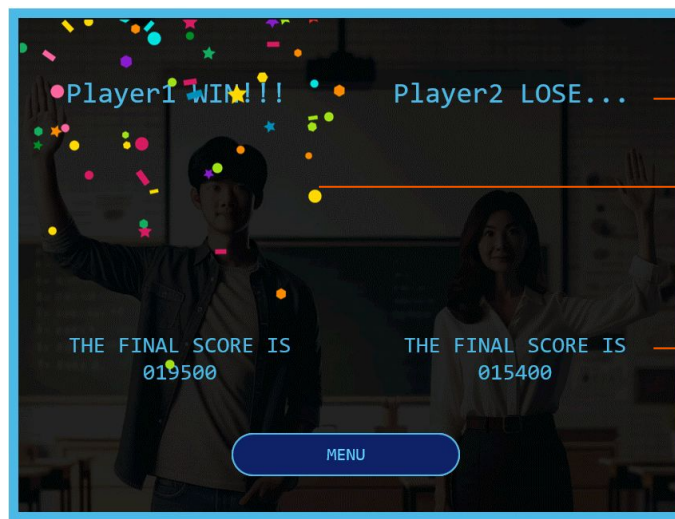 Player1 WIN!!!
Player2 LOSE...
THE FINAL SCORE IS
019500
THE FINAL SCORE IS
015400
MENU